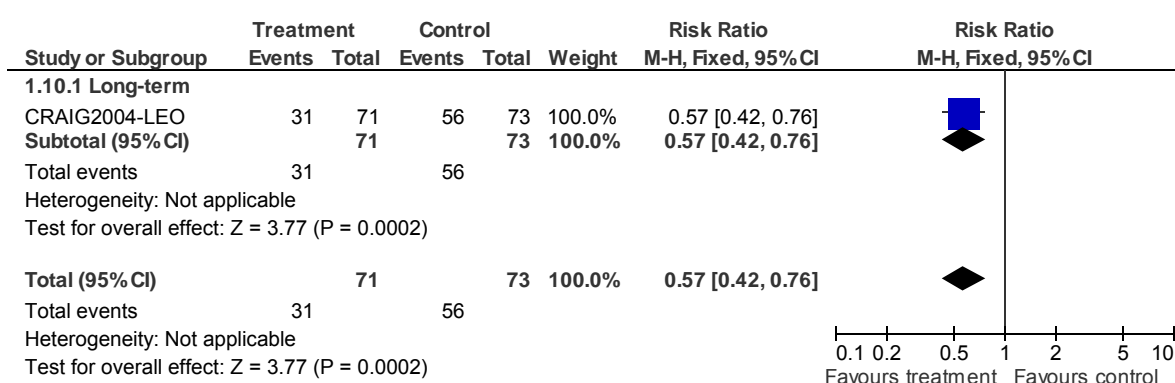 Treatment Control Risk Ratio Risk Ratio
Study or Subgroup Events Total Events Total Weight M-H, Fixed, 95% CI M-H, Fixed, 95% CI
1.10.1 Long-term
CRAIG2004-LEO 31 71 56 73 100.0% 0.57 [0.42, 0.76]
Subtotal (95% CI) 71 73 100.0% 0.57 [0.42, 0.76]
Total events 31 56
Heterogeneity: Not applicable
Test for overall effect: Z = 3.77 (P = 0.0002)
Total (95% CI) 71 73 100.0% 0.57 [0.42, 0.76]
Total events 31 56
Heterogeneity: Not applicable
Test for overall effect: Z = 3.77 (P = 0.0002)
0.1 0.2 0.5 1 2 5 10
Favours treatment Favours control